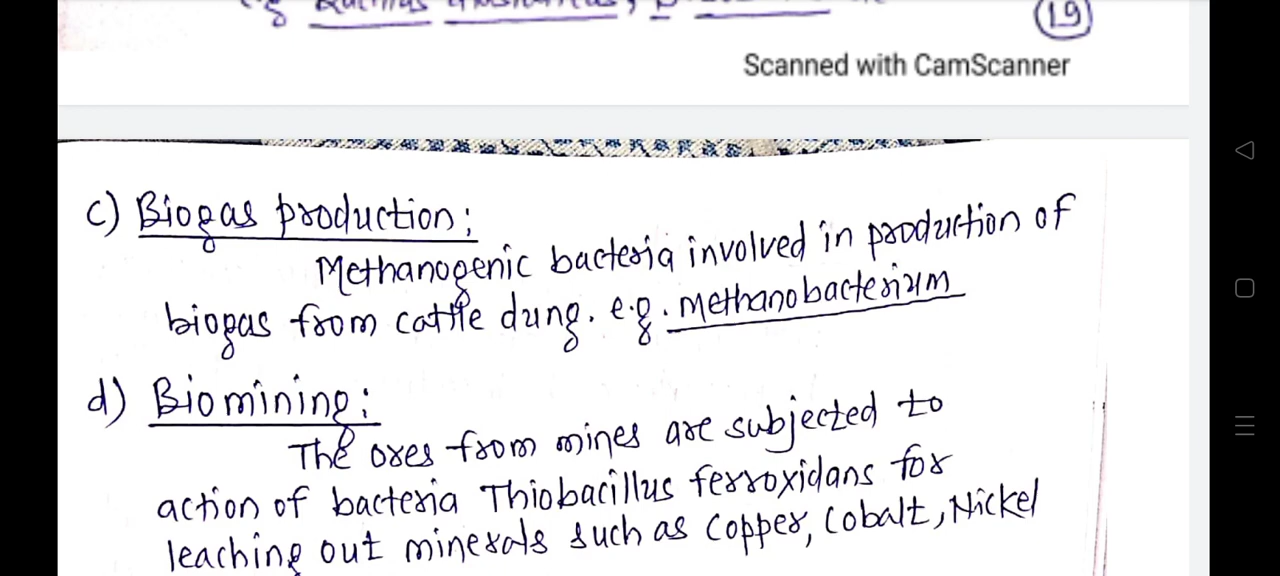 e.g
(19)
Scanned with CamScanner
c) Biogas production:
Methanogenic bacteria involved in production of
biogas from cattle dung. e.g. methanobacterium
d) Biomining:
The ores from mines are subjected to
action of bacteria Thiobacillus ferroxidans for
leaching out minerals such as copper, cobalt, Nickel